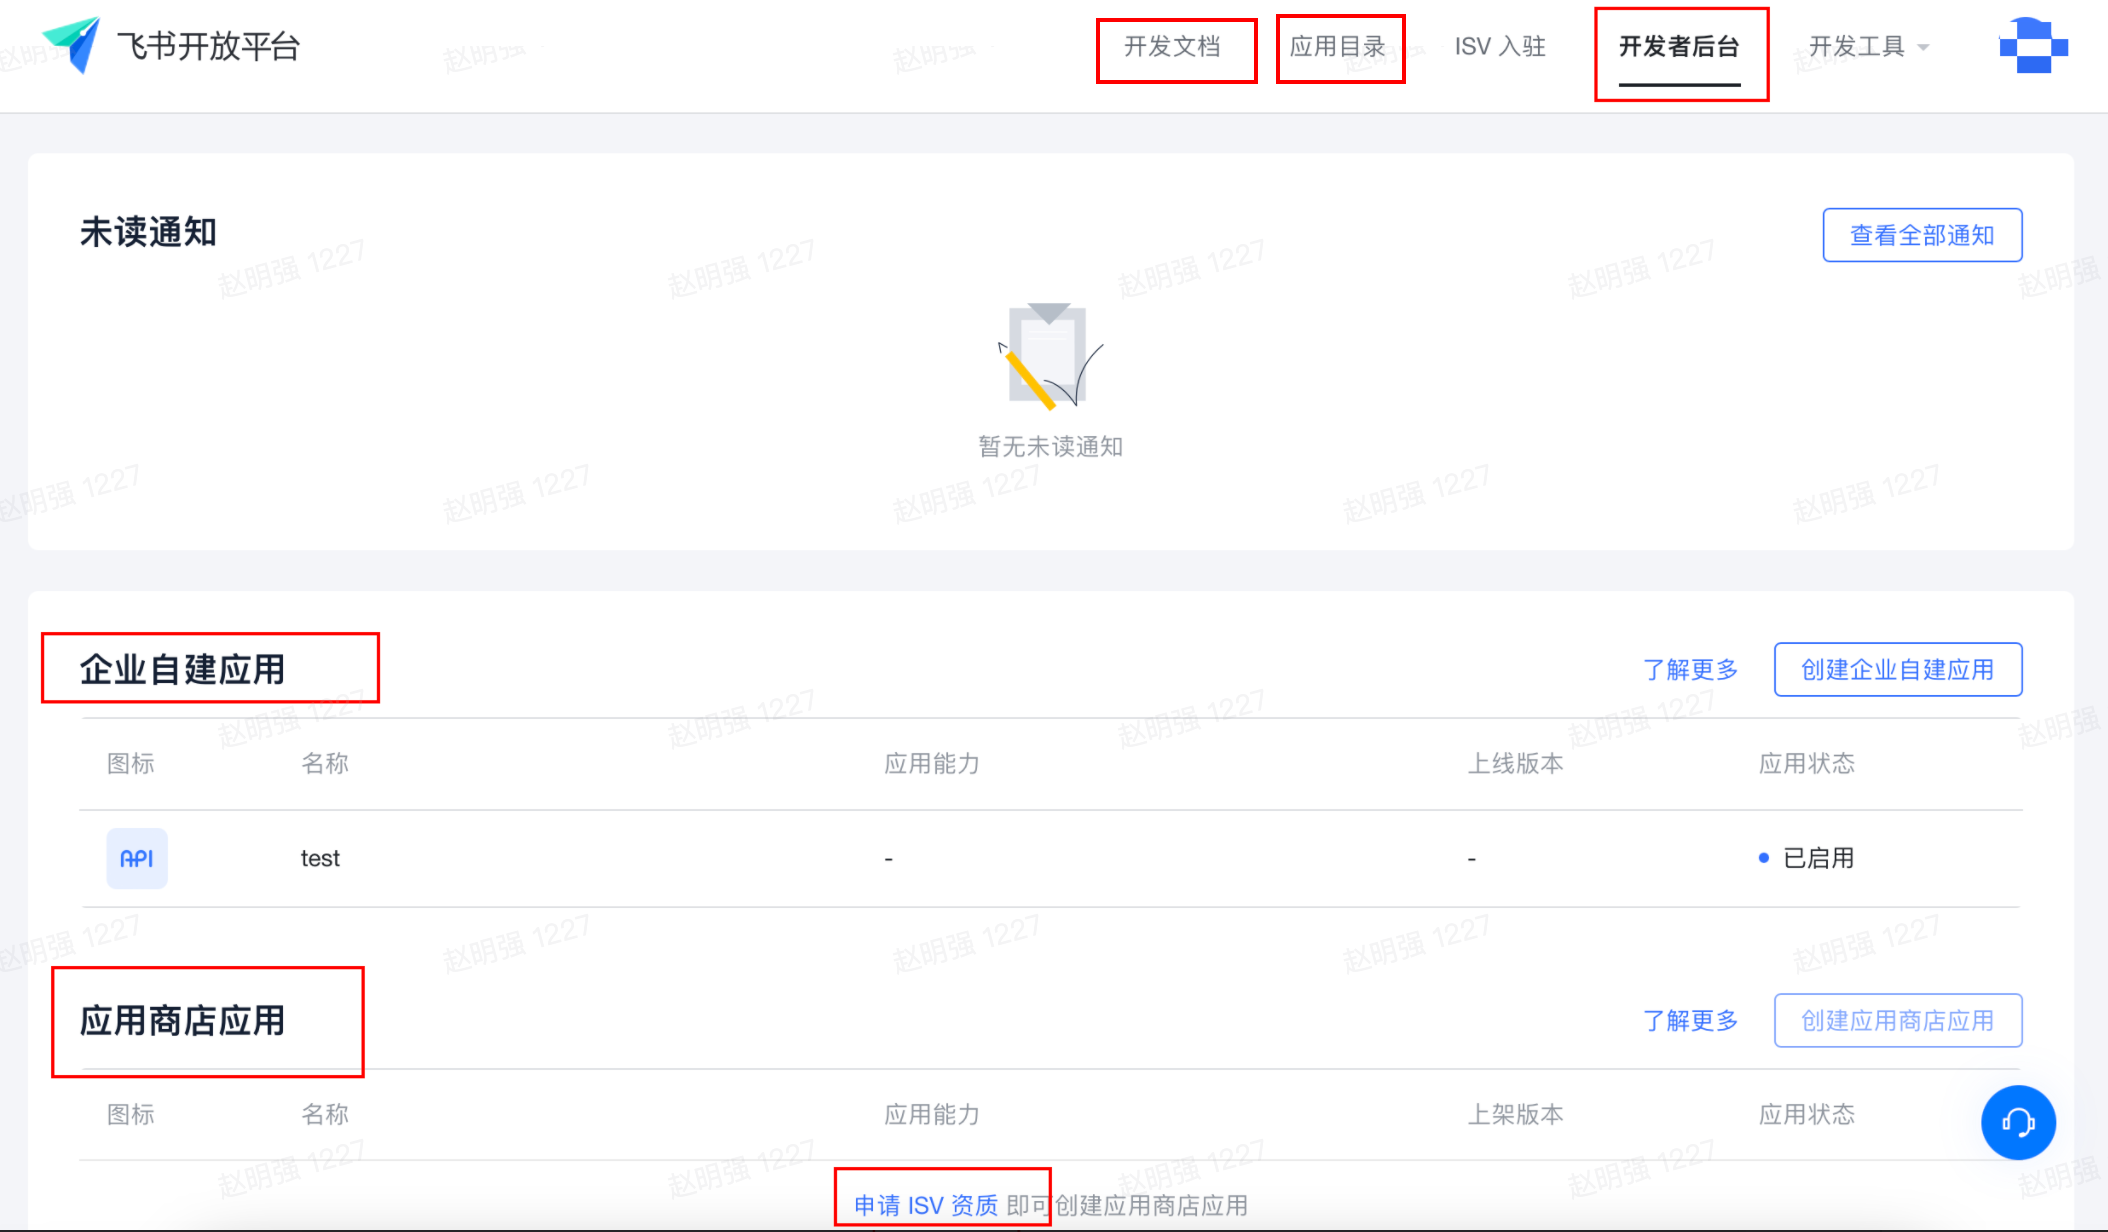 飞书开放平台
开发文档 应用目录 ISV 入驻 开发者后台 开发工具
未读通知 查看全部通知
暂无未读通知
企业自建应用 了解更多 创建企业自建应用
图标 名称 应用能力 上线版本 应用状态
API test - - 已启用
应用商店应用 了解更多 创建应用商店应用
图标 名称 应用能力 上架版本 应用状态
申请 ISV 资质 即可创建应用商店应用
赵明强 1227